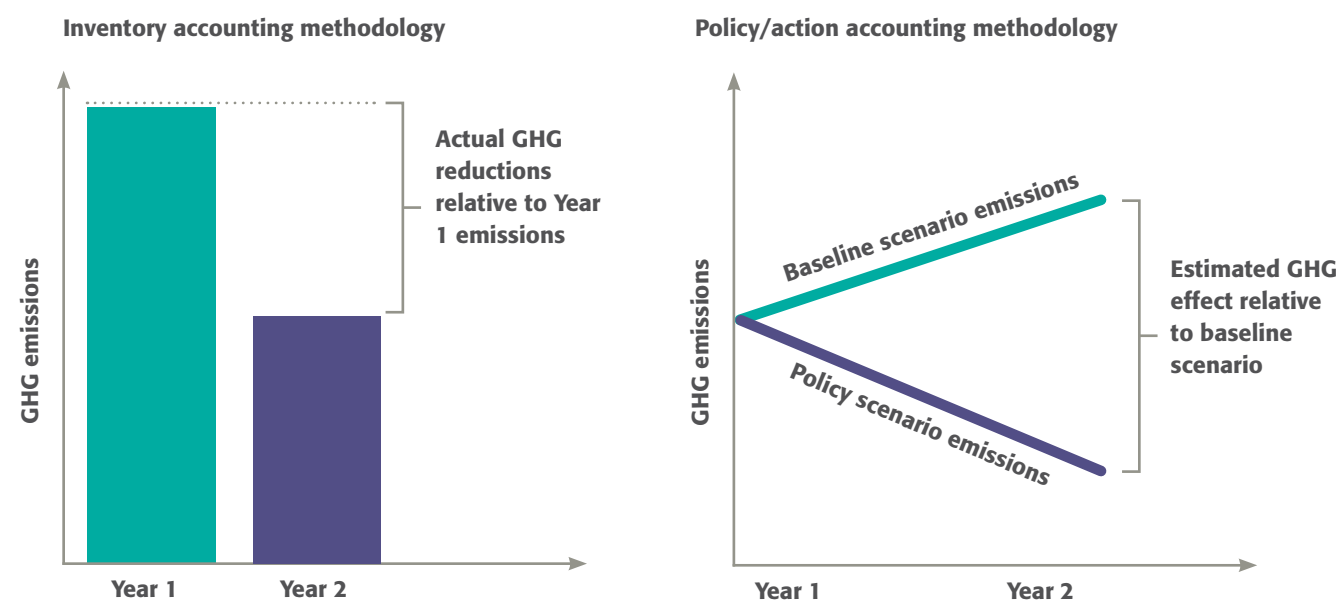 Inventory accounting methodology
GHG emissions
Actual GHG
reductions
relative to Year
1 emissions
Year 1
Year 2
Policy/action accounting methodology
GHG emissions
Baseline scenario emissions
Policy scenario emissions
Estimated GHG
effect relative
to baseline
scenario
Year 1
Year 2